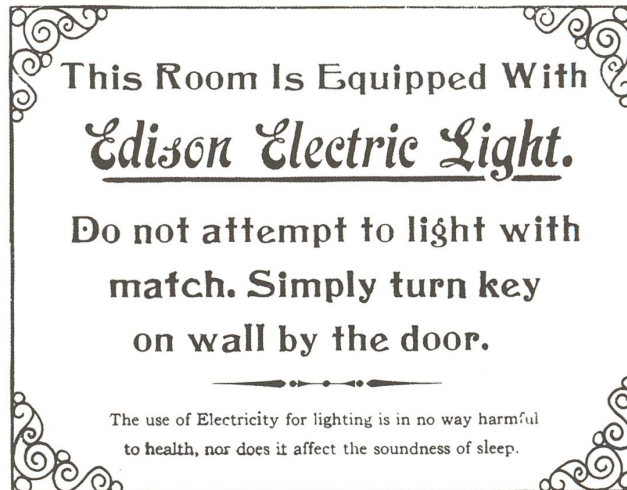 This Room Is Equipped With
Edison Electric Light.
Do not attempt to light with
match. Simply turn key
on wall by the door.
The use of Electricity for lighting is in no way harmful
to health, nor does it affect the soundness of sleep.